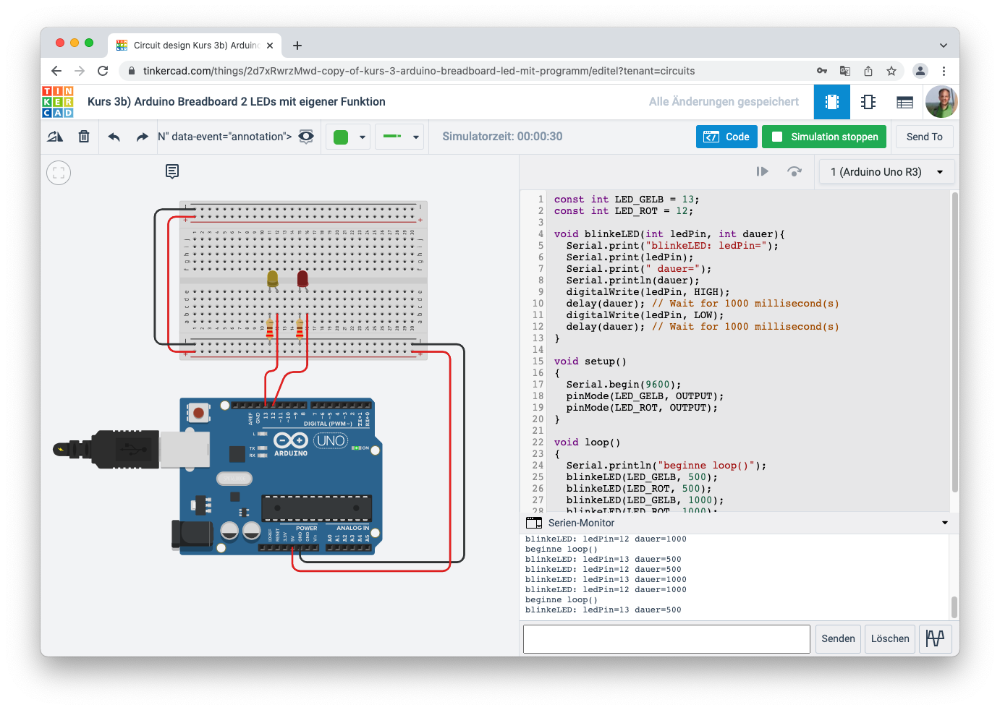 Circuit design Kurs 3b) Arduino
tinkercad.com/things/2d7xRwrzMwd-copy-of-kurs-3-arduino-breadboard-led-mit-programm/editel?tenant=circuits
TIN
KER
CAD
Kurs 3b) Arduino Breadboard 2 LEDs mit eigener Funktion
Alle Änderungen gespeichert
N" data-event="annotation">
Simulatorzeit: 00:00:30
Code
Simulation stoppen
Send To
1 (Arduino Uno R3)
1 const int LED_GELB = 13;
2 const int LED_ROT = 12;
3
4 void blinkeLED(int ledPin, int dauer){
5 Serial.print("blinkeLED: ledPin=");
6 Serial.print(ledPin);
7 Serial.print(" dauer=");
8 Serial.println(dauer);
9 digitalWrite(ledPin, HIGH);
10 delay(dauer); // Wait for 1000 millisecond(s)
11 digitalWrite(ledPin, LOW);
12 delay(dauer); // Wait for 1000 millisecond(s)
13 }
14
15 void setup()
16 {
17 Serial.begin(9600);
18 pinMode(LED_GELB, OUTPUT);
19 pinMode(LED_ROT, OUTPUT);
20 }
21
22 void loop()
23 {
24 Serial.println("beginne loop()");
25 blinkeLED(LED_GELB, 500);
26 blinkeLED(LED_ROT, 500);
27 blinkeLED(LED_GELB, 1000);
28 blinkeLED(LED_ROT, 1000);
Serien-Monitor
blinkeLED: ledPin=12 dauer=1000
beginne loop()
blinkeLED: ledPin=13 dauer=500
blinkeLED: ledPin=12 dauer=500
blinkeLED: ledPin=13 dauer=1000
blinkeLED: ledPin=12 dauer=1000
beginne loop()
blinkeLED: ledPin=13 dauer=500
Senden
Löschen
AREF
GND
13
12
~11
~10
~9
8
7
~6
~5
4
~3
2
TX→1
RX←0
DIGITAL (PWM~)
L
TX
RX
ARDUINO
UNO
ON
POWER
ANALOG IN
IOREF
RESET
3.3V
5V
GND
GND
Vin
A0
A1
A2
A3
A4
A5